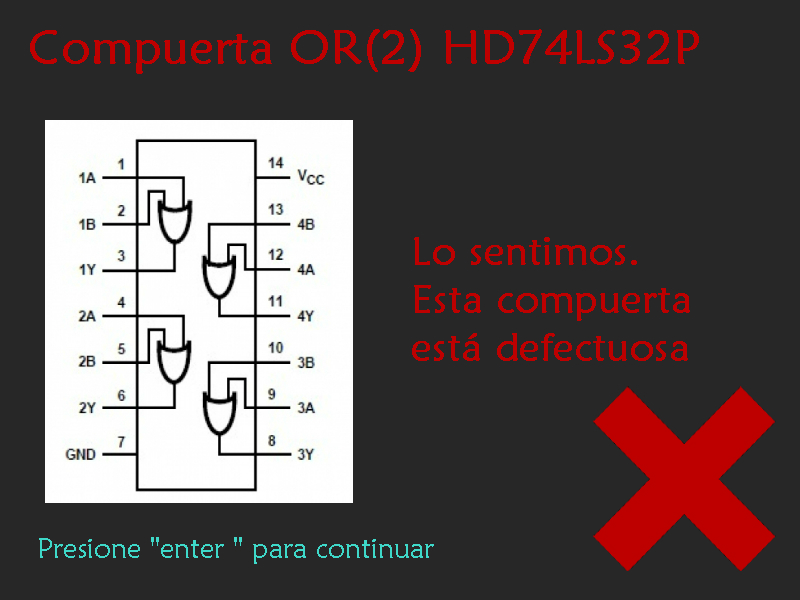 Compuerta OR(2) HD74LS32P
1A 1
1B 2
1Y 3
2A 4
2B 5
2Y 6
GND 7
14 VCC
13 4B
12 4A
11 4Y
10 3B
9 3A
8 3Y
Lo sentimos.
Esta compuerta
está defectuosa
Presione "enter " para continuar